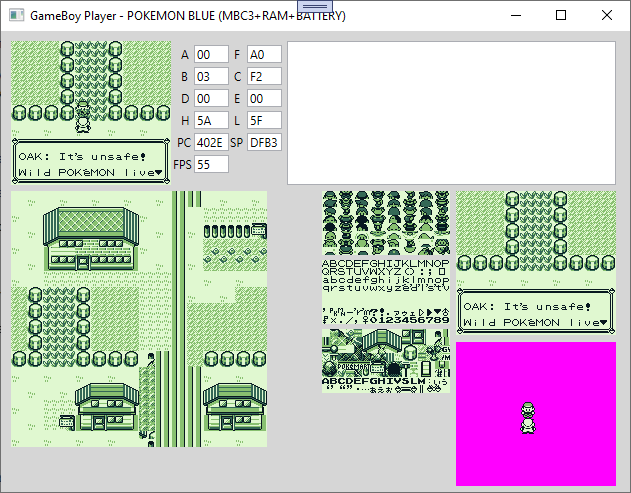 GameBoy Player - POKEMON BLUE (MBC3+RAM+BATTERY)
A 00 F A0
B 03 C F2
D 00 E 00
H 5A L 5F
PC 402E SP DFB3
FPS 55
OAK: It's unsafe!
Wild POKéMON live▼
ABCDEFGHIJKLMNOP
QRSTUVWXYZ():;[]
abcdefghijklmnop
qrstuvwxyzédlstv
0123456789
OAK: It's unsafe!
Wild POKéMON live▼
POKéMON
ABCDEFGHIVSLM